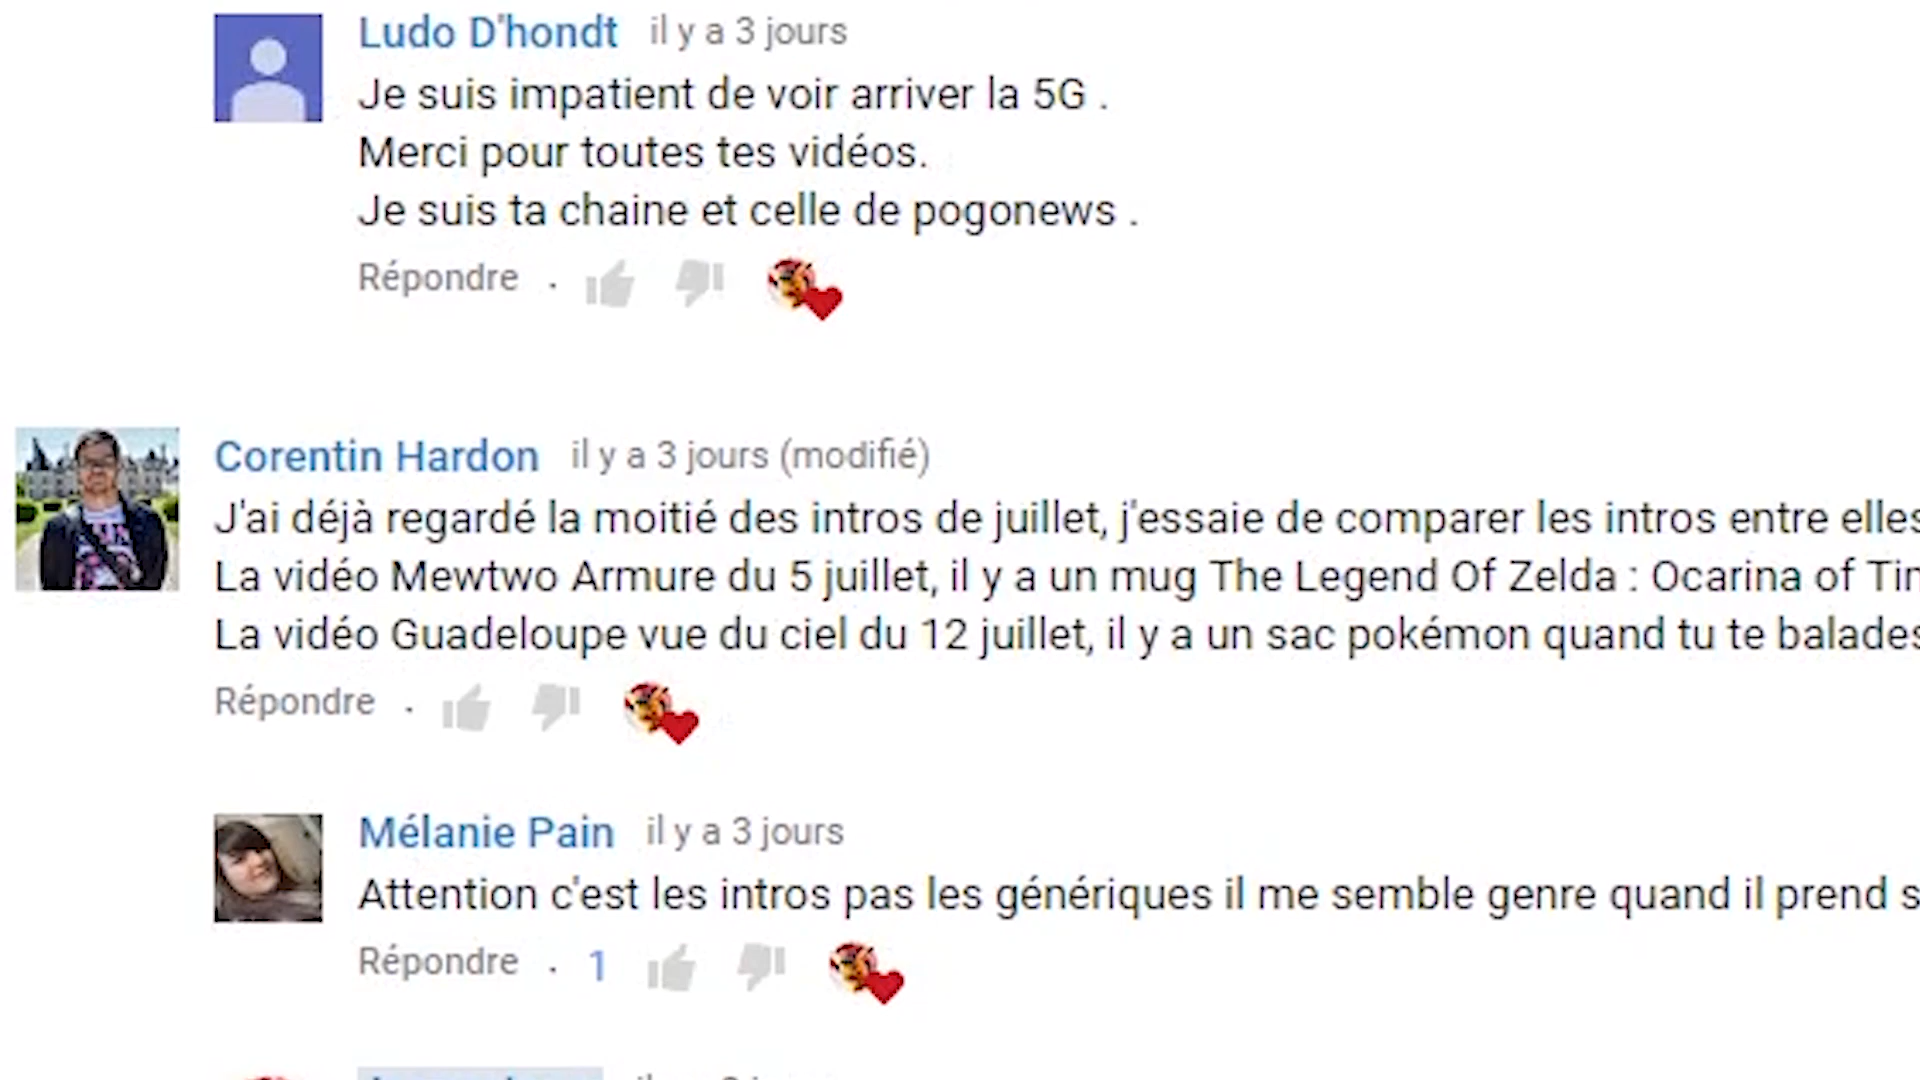 Ludo D'hondt il y a 3 jours
Je suis impatient de voir arriver la 5G .
Merci pour toutes tes vidéos.
Je suis ta chaine et celle de pogonews .
Répondre .
Corentin Hardon il y a 3 jours (modifié)
J'ai déjà regardé la moitié des intros de juillet, j'essaie de comparer les intros entre elles
La vidéo Mewtwo Armure du 5 juillet, il y a un mug The Legend Of Zelda : Ocarina of
La vidéo Guadeloupe vue du ciel du 12 juillet, il y a un sac pokémon quand tu te balades
Répondre .
Mélanie Pain il y a 3 jours
Attention c'est les intros pas les génériques il me semble genre quand il prend
Répondre . 1